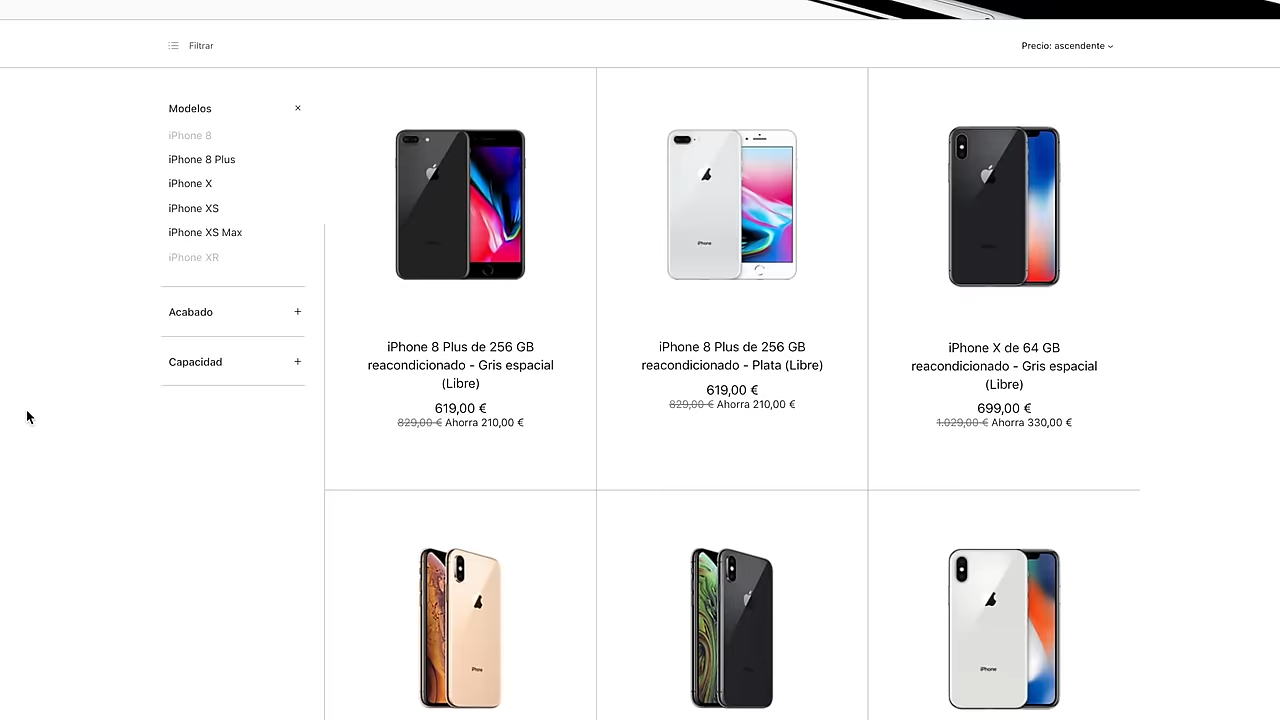 Filtrar
Precio: ascendente
Modelos
iPhone 8
iPhone 8 Plus
iPhone X
iPhone XS
iPhone XS Max
iPhone XR
Acabado
Capacidad
iPhone
iPhone 8 Plus de 256 GB
reacondicionado - Gris espacial
(Libre)
619,00 €
829,00 € Ahorra 210,00 €
iPhone 8 Plus de 256 GB
reacondicionado - Plata (Libre)
619,00 €
829,00 € Ahorra 210,00 €
iPhone X de 64 GB
reacondicionado - Gris espacial
(Libre)
699,00 €
1.029,00 € Ahorra 330,00 €
iPhone